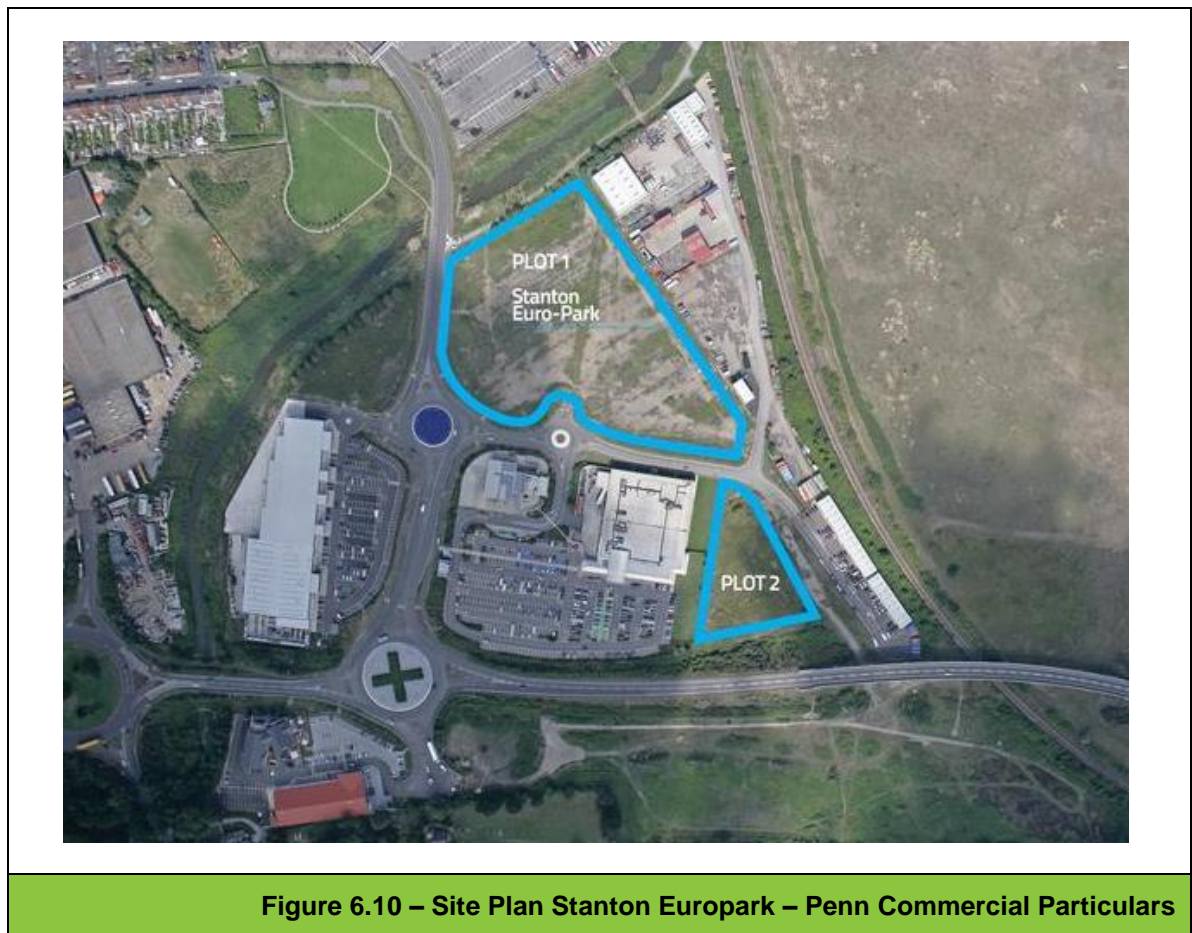 PLOT 1
Stanton
Euro-Park
PLOT 2
Figure 6.10 – Site Plan Stanton Europark – Penn Commercial Particulars